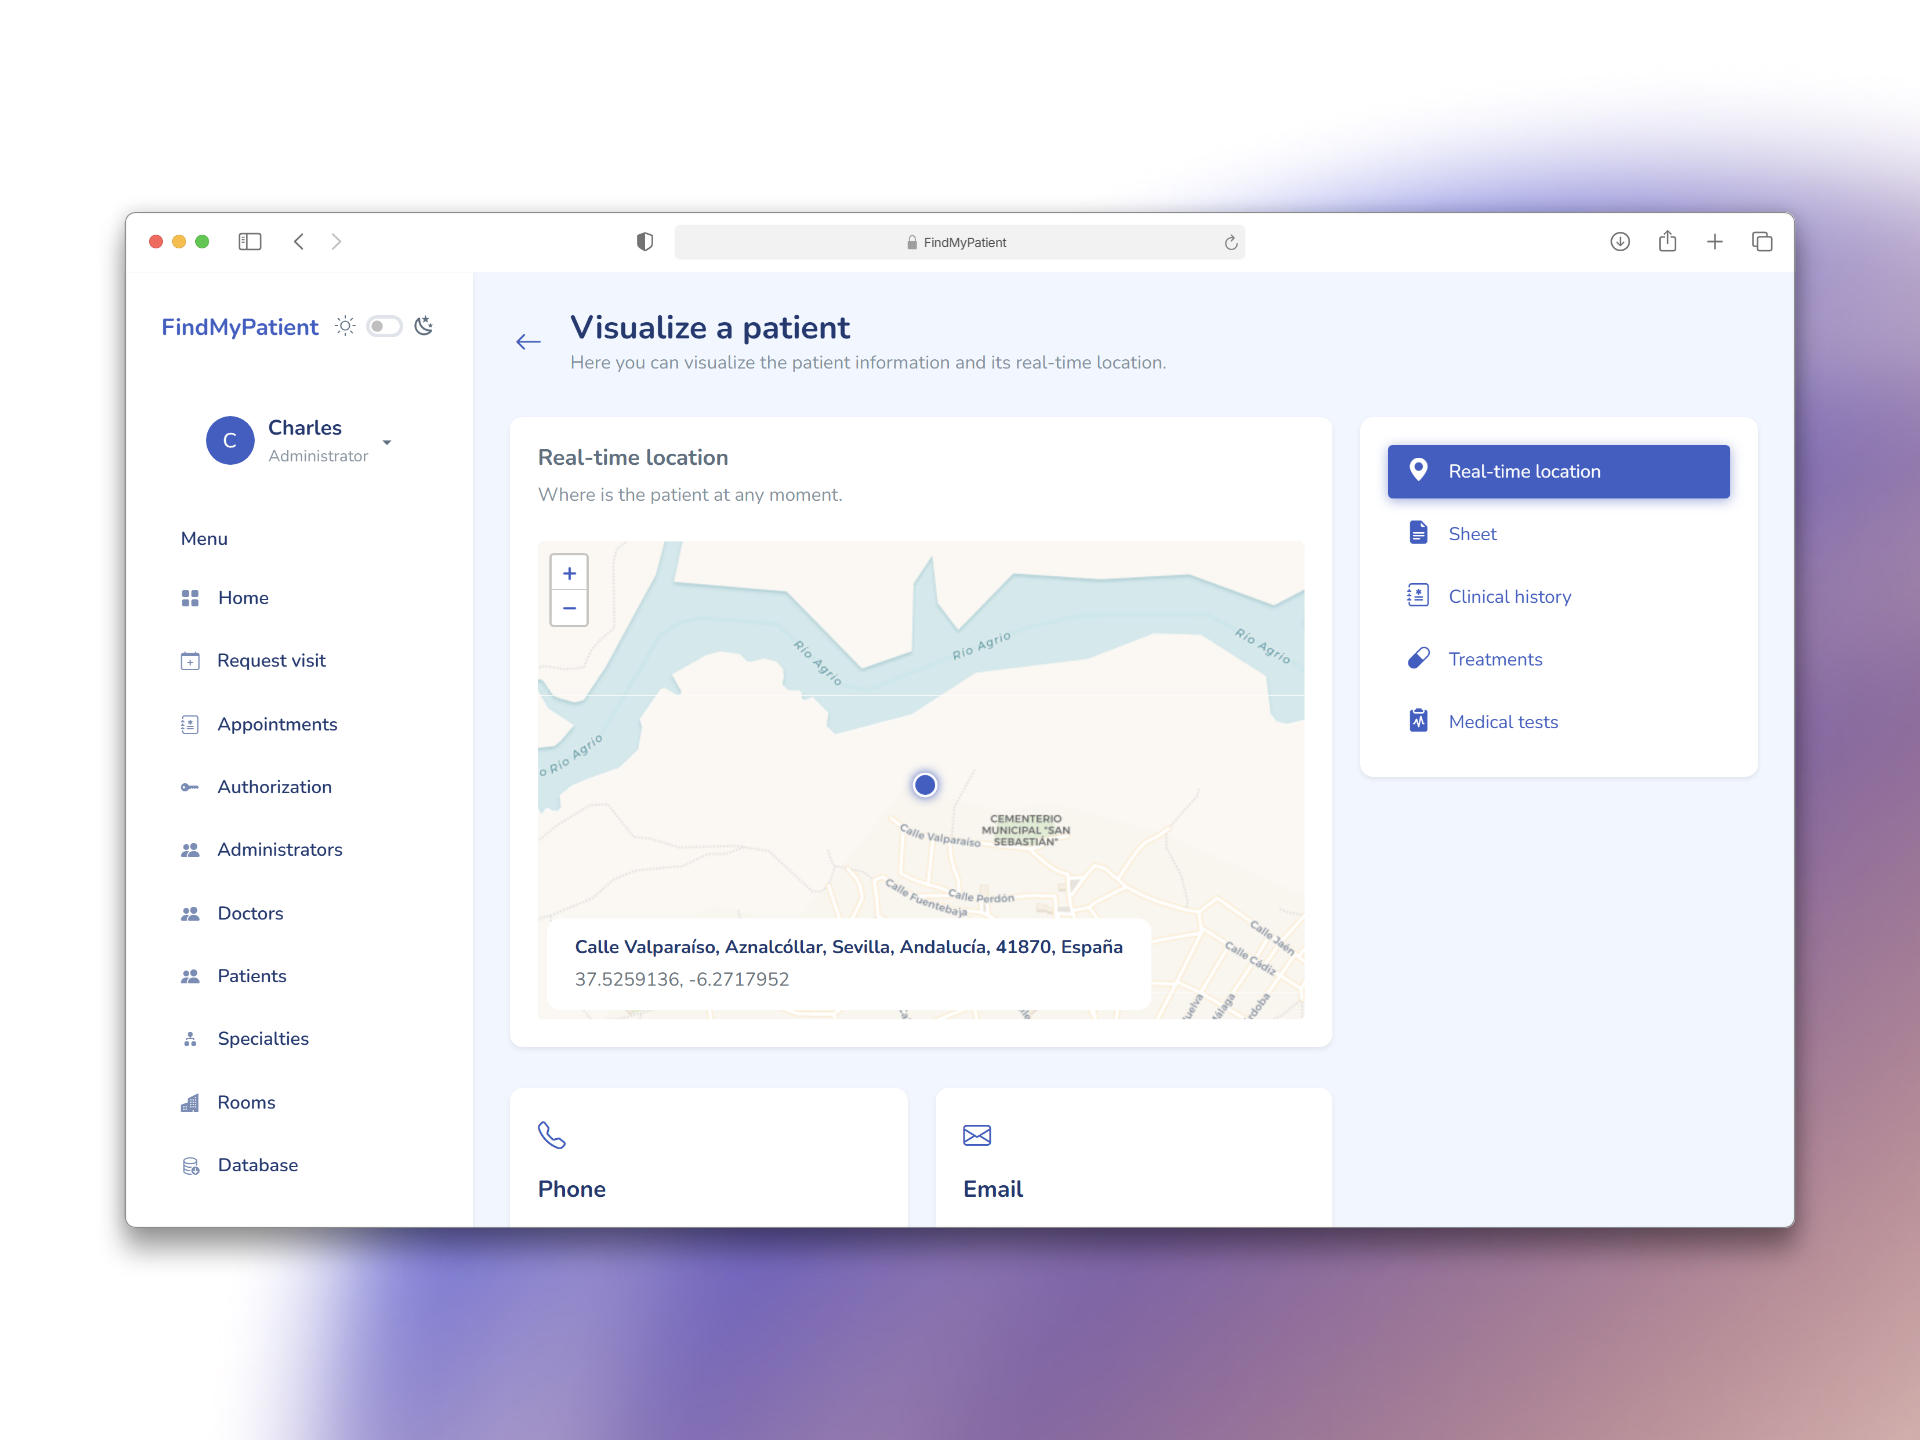 FindMyPatient
FindMyPatient
C
Charles
Administrator
Menu
Home
Request visit
Appointments
Authorization
Administrators
Doctors
Patients
Specialties
Rooms
Database
Visualize a patient
Here you can visualize the patient information and its real-time location.
Real-time location
Where is the patient at any moment.
+
−
Río Agrio
Río Agrio
Río Agrio
o Río Agrio
CEMENTERIO
MUNICIPAL "SAN
SEBASTIÁN"
Calle Valparaíso
Calle Perdón
Calle Fuentebaja
Calle Jaén
Calle Cádiz
Calle Valparaíso, Aznalcóllar, Sevilla, Andalucía, 41870, España
37.5259136, -6.2717952
Phone
Email
Real-time location
Sheet
Clinical history
Treatments
Medical tests